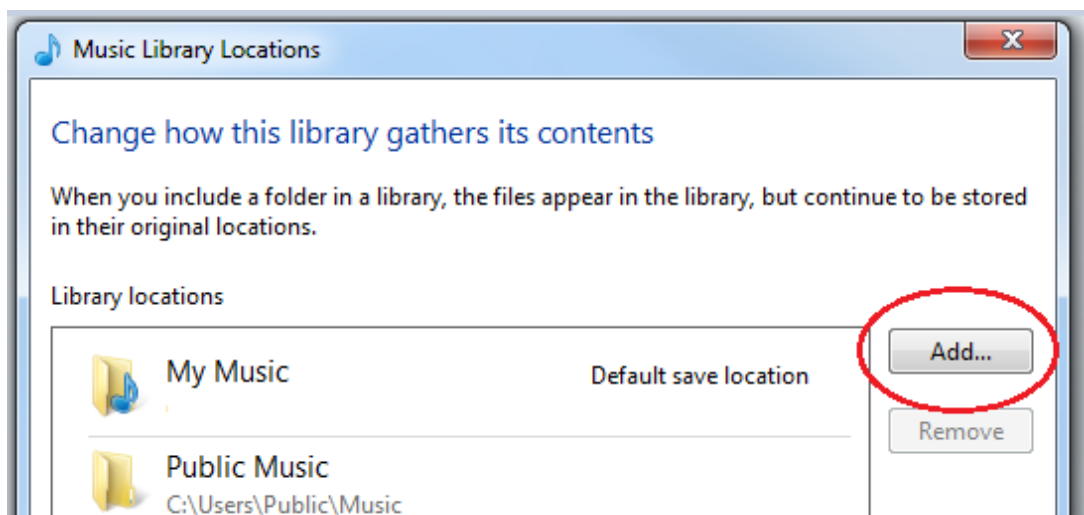 Music Library Locations
Change how this library gathers its contents
When you include a folder in a library, the files appear in the library, but continue to be stored
in their original locations.
Library locations
My Music
Default save location
Add...
Remove
Public Music
C:\Users\Public\Music